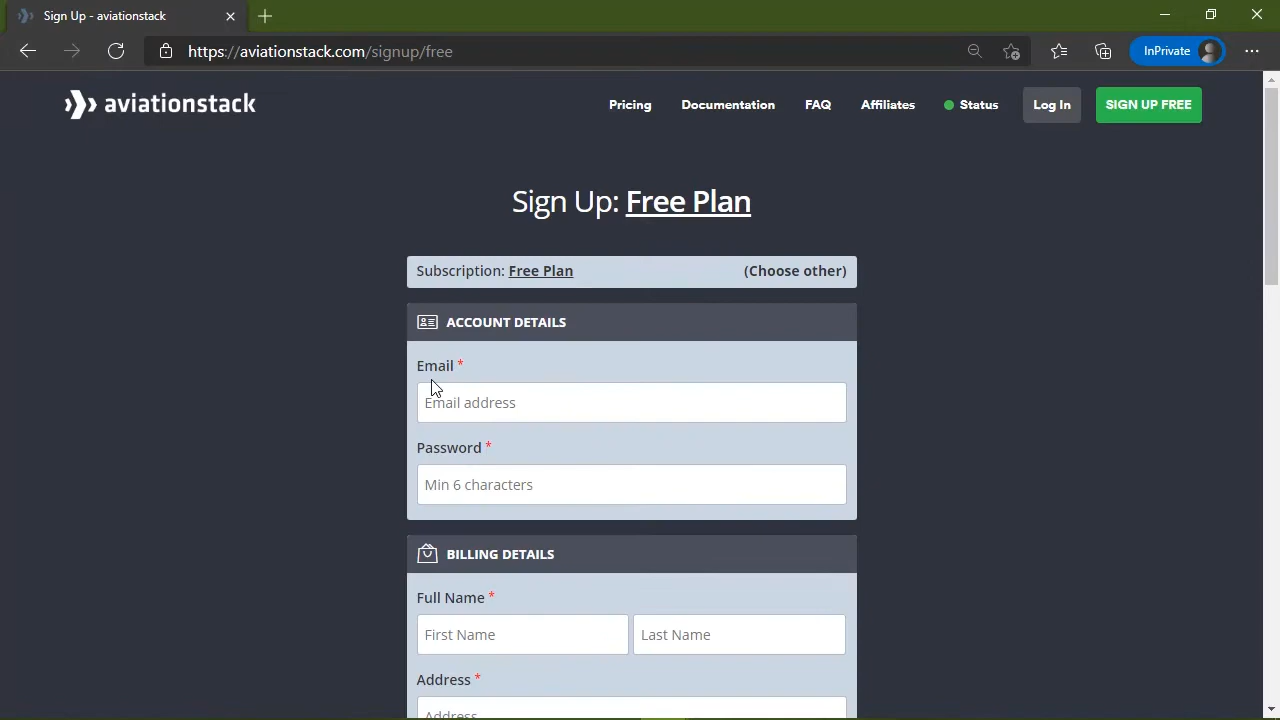 Sign Up - aviationstack
https://aviationstack.com/signup/free
InPrivate
aviationstack
Pricing Documentation FAQ Affiliates Status Log In SIGN UP FREE
Sign Up: Free Plan
Subscription: Free Plan (Choose other)
ACCOUNT DETAILS
Email *
Email address
Password *
Min 6 characters
BILLING DETAILS
Full Name *
First Name Last Name
Address *
Address